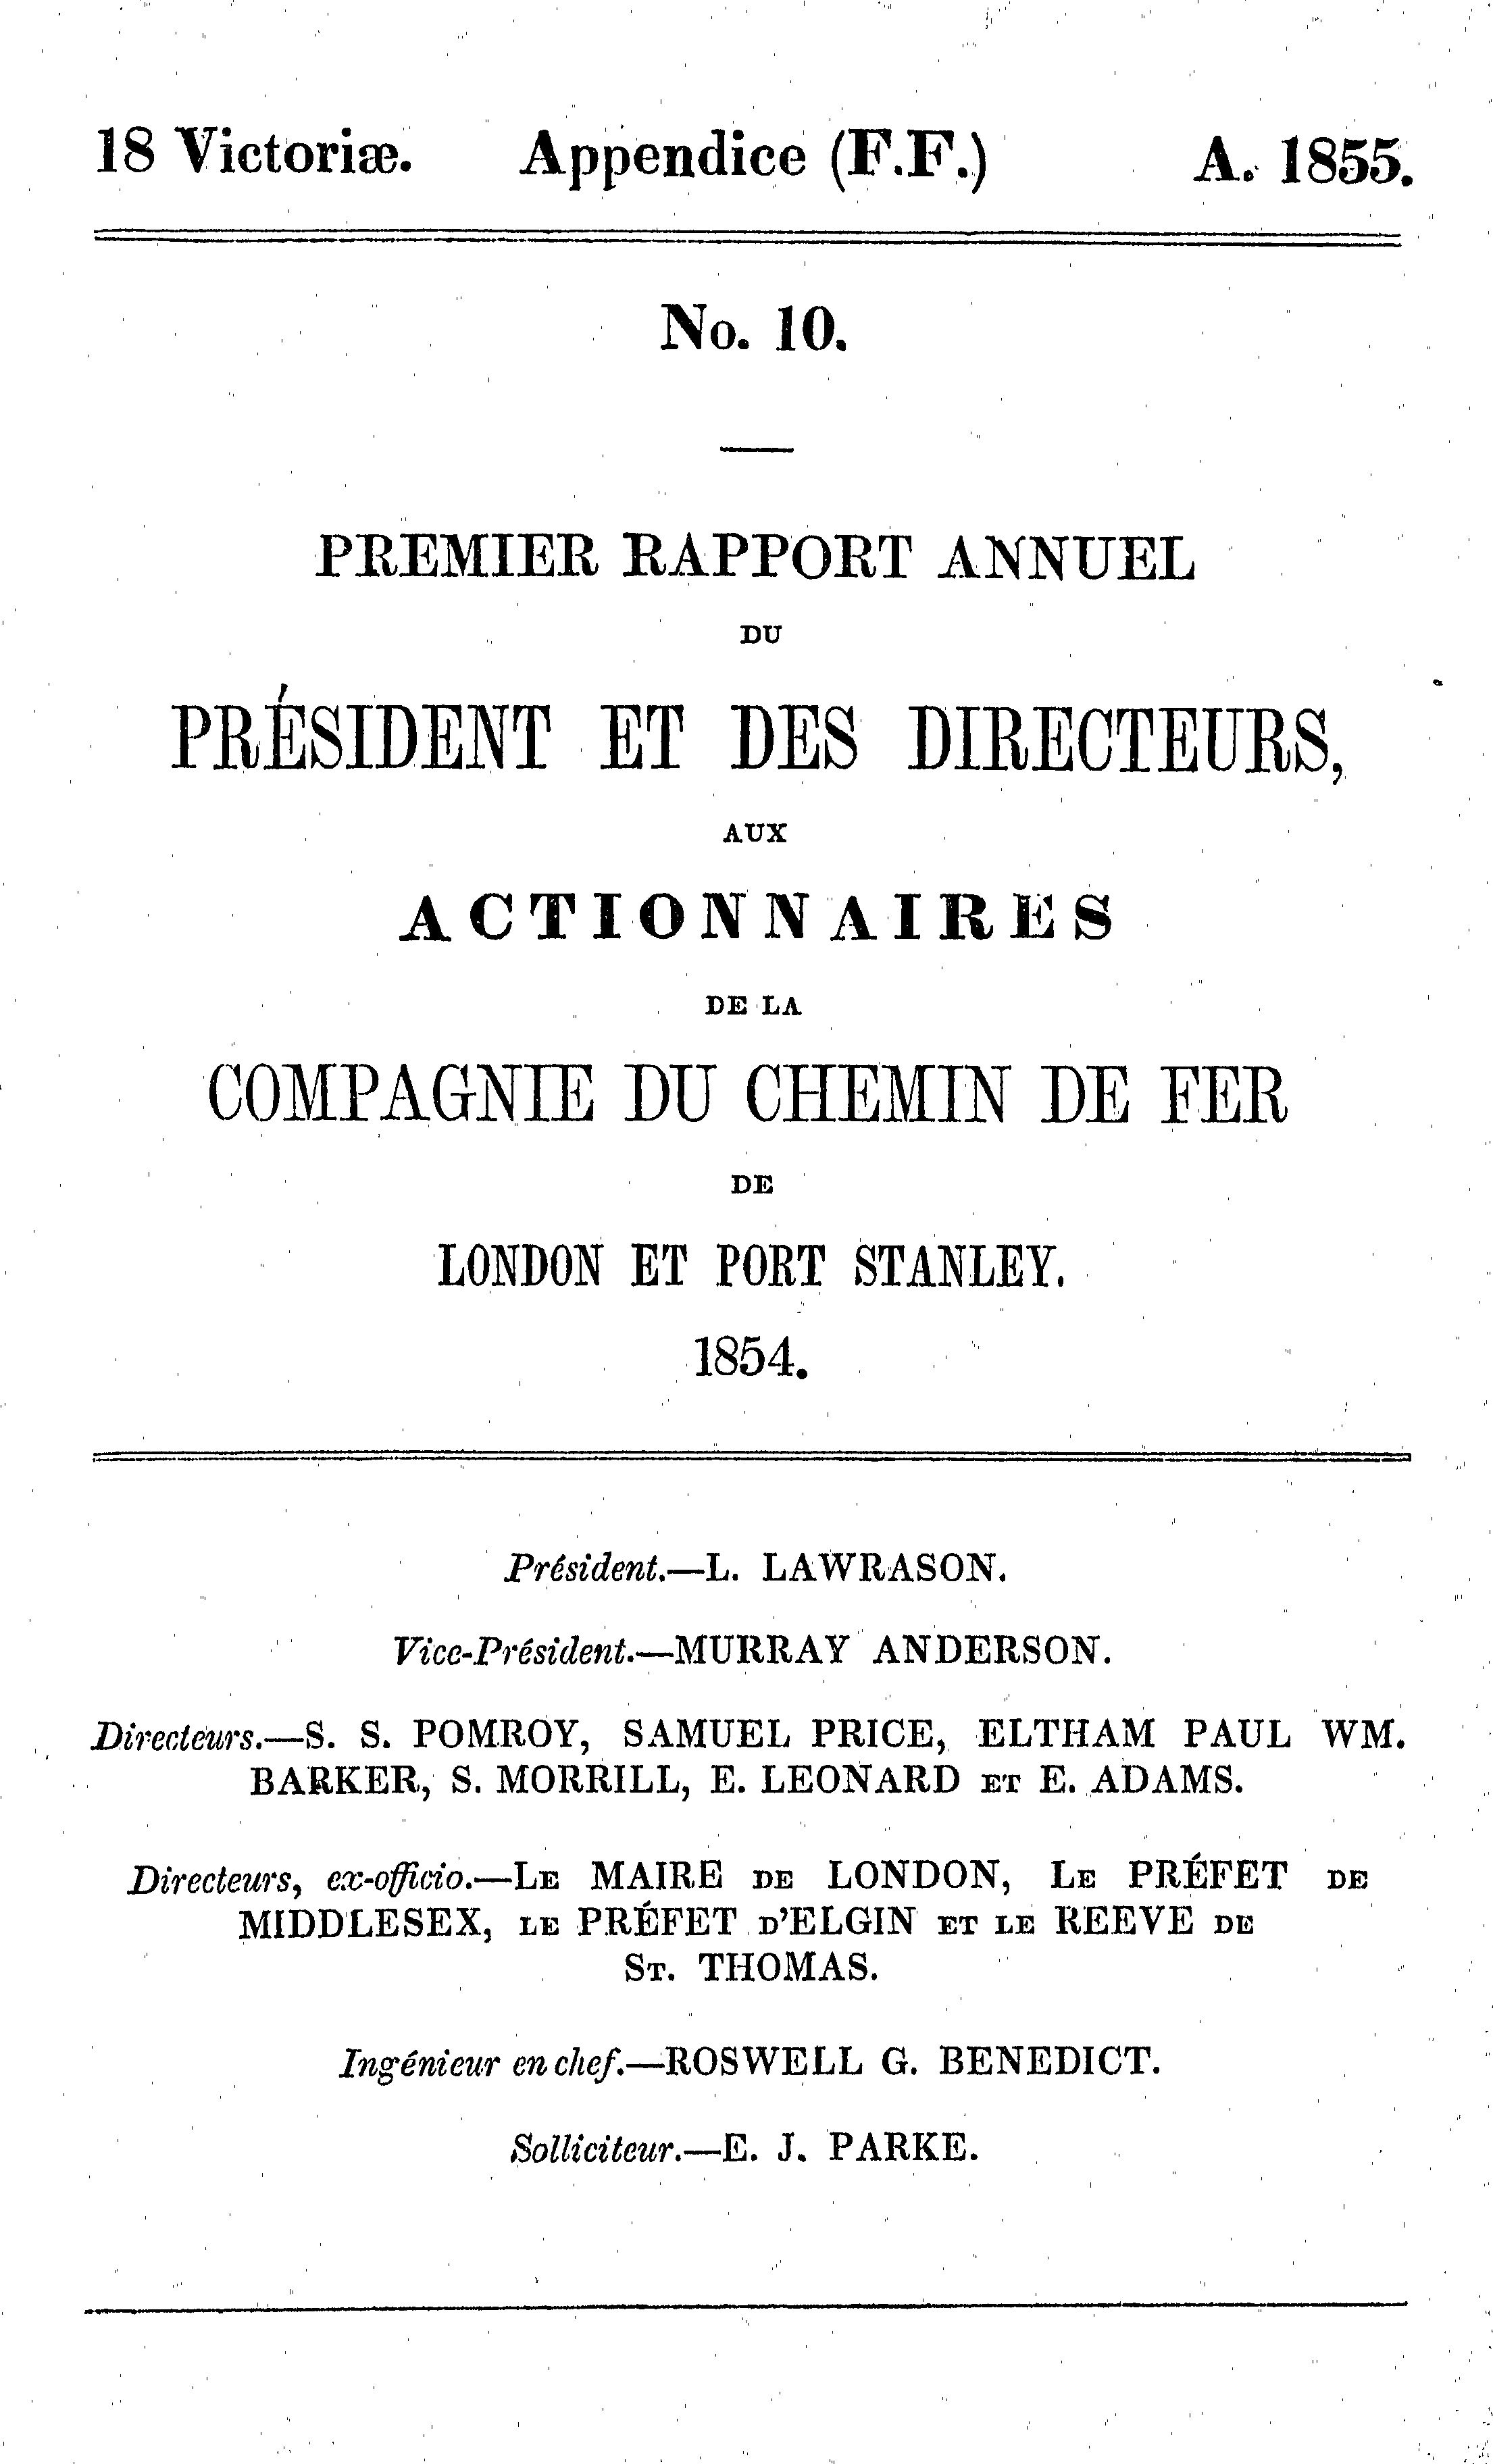 18 Victoriæ. Appendice (F.F.) A. 1855.
No. 10.
PREMIER RAPPORT ANNUEL
DU
PRÉSIDENT ET DES DIRECTEURS,
AUX
ACTIONNAIRES
DE LA
COMPAGNIE DU CHEMIN DE FER
DE
LONDON ET PORT STANLEY.
1854.
Président.—L. LAWRASON.
Vice-Président.—MURRAY ANDERSON.
Directeurs.—S. S. POMROY, SAMUEL PRICE, ELTHAM PAUL WM.
BARKER, S. MORRILL, E. LEONARD ET E. ADAMS.
Directeurs, ex-officio.—LE MAIRE DE LONDON, LE PRÉFET DE
MIDDLESEX, LE PRÉFET D'ELGIN ET LE REEVE DE
ST. THOMAS.
Ingénieur en chef.—ROSWELL G. BENEDICT.
Solliciteur.—E. J. PARKE.